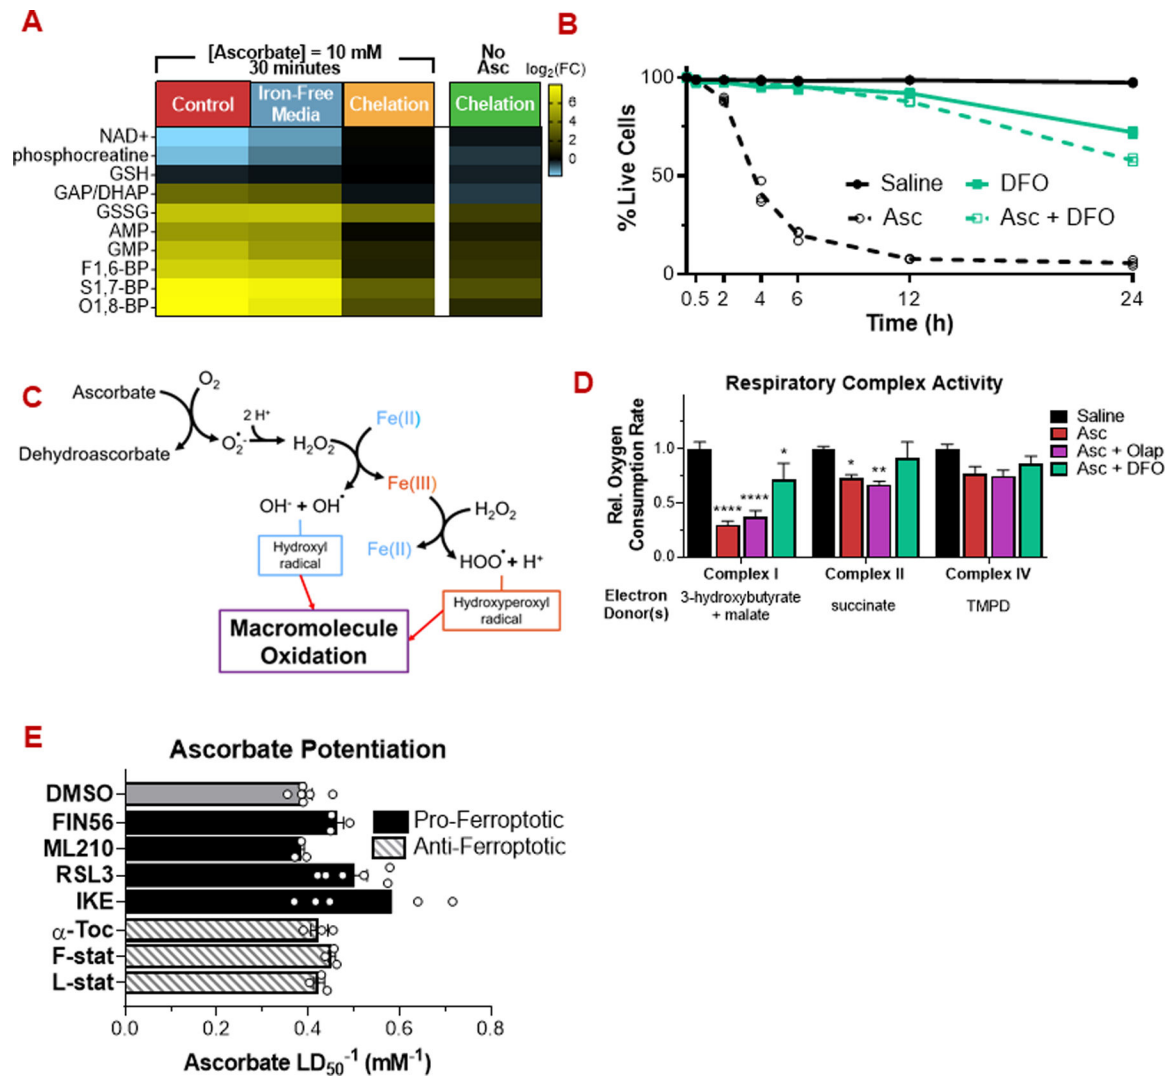 A
[Ascorbate] = 10 mM
30 minutes
No
Asc
log2(FC)
Control
Iron-Free
Media
Chelation
Chelation
NAD+
phosphocreatine
GSH
GAP/DHAP
GSSG
AMP
GMP
F1,6-BP
S1,7-BP
O1,8-BP
6
4
2
0
B
% Live Cells
100
50
0
Saline
DFO
Asc
Asc + DFO
0.5
2
4
6
12
24
Time (h)
C
Ascorbate
O2
Dehydroascorbate
O2•-
2 H+
H2O2
Fe(II)
Fe(III)
OH- + OH•
H2O2
Hydroxyl
radical
Fe(II)
HOO• + H+
Hydroxyperoxyl
radical
Macromolecule
Oxidation
D
Respiratory Complex Activity
Rel. Oxygen
Consumption Rate
1.0
0.5
0.0
****
****
*
*
**
Saline
Asc
Asc + Olap
Asc + DFO
Complex I
Complex II
Complex IV
Electron
Donor(s)
3-hydroxybutyrate
+ malate
succinate
TMPD
E
Ascorbate Potentiation
DMSO
FIN56
ML210
RSL3
IKE
α-Toc
F-stat
L-stat
Pro-Ferroptotic
Anti-Ferroptotic
0.0
0.2
0.4
0.6
0.8
Ascorbate LD50-1 (mM-1)